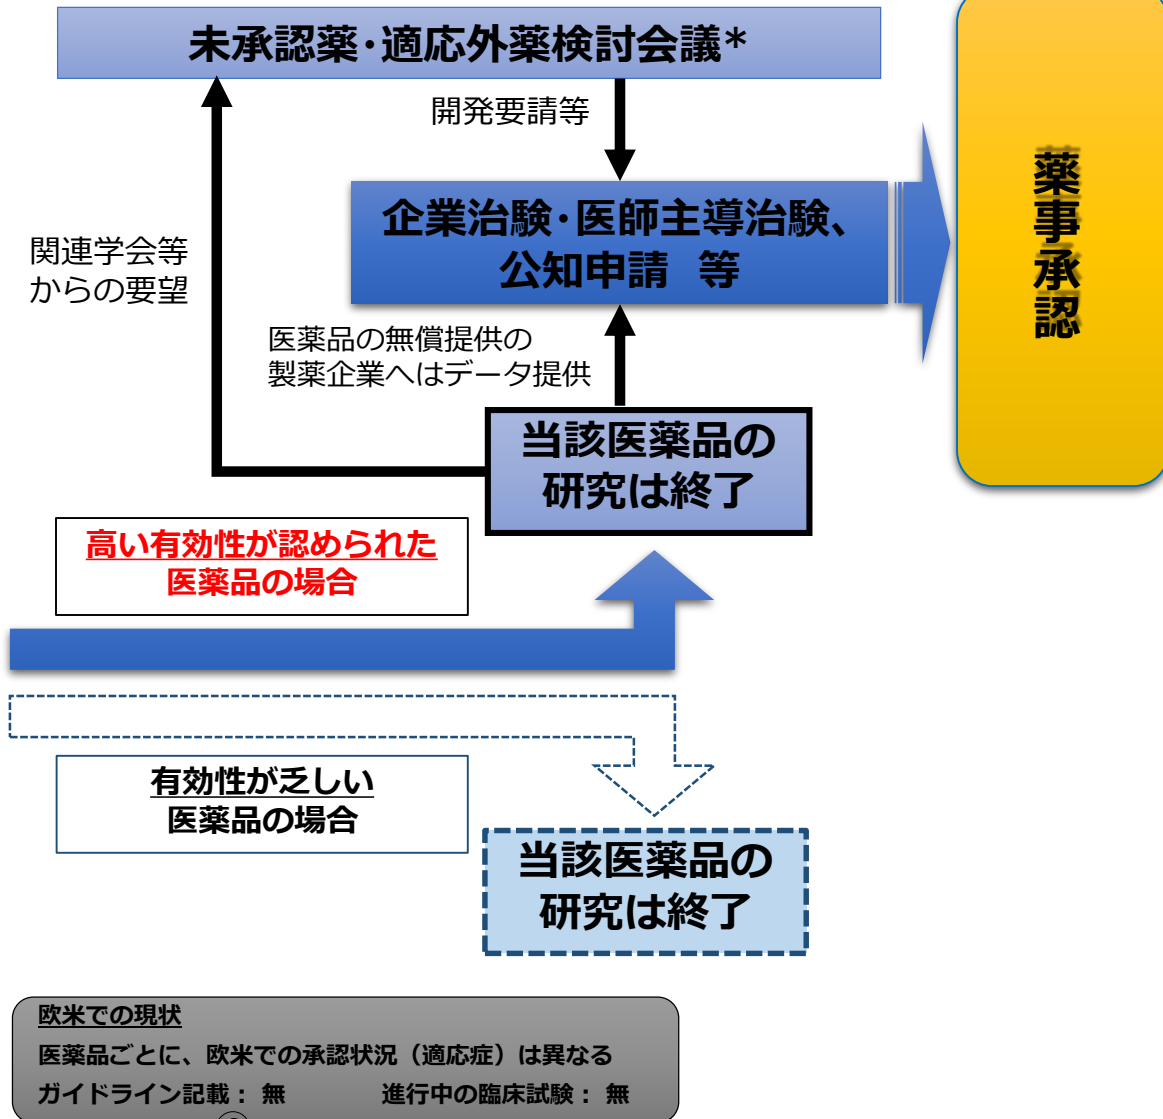 未承認薬・適応外薬検討会議*
開発要請等
企業治験・医師主導治験、
公知申請 等
薬事承認
関連学会等
からの要望
医薬品の無償提供の
製薬企業へはデータ提供
当該医薬品の
研究は終了
高い有効性が認められた
医薬品の場合
有効性が乏しい
医薬品の場合
当該医薬品の
研究は終了
欧米での現状
医薬品ごとに、欧米での承認状況（適応症）は異なる
ガイドライン記載： 無 進行中の臨床試験： 無